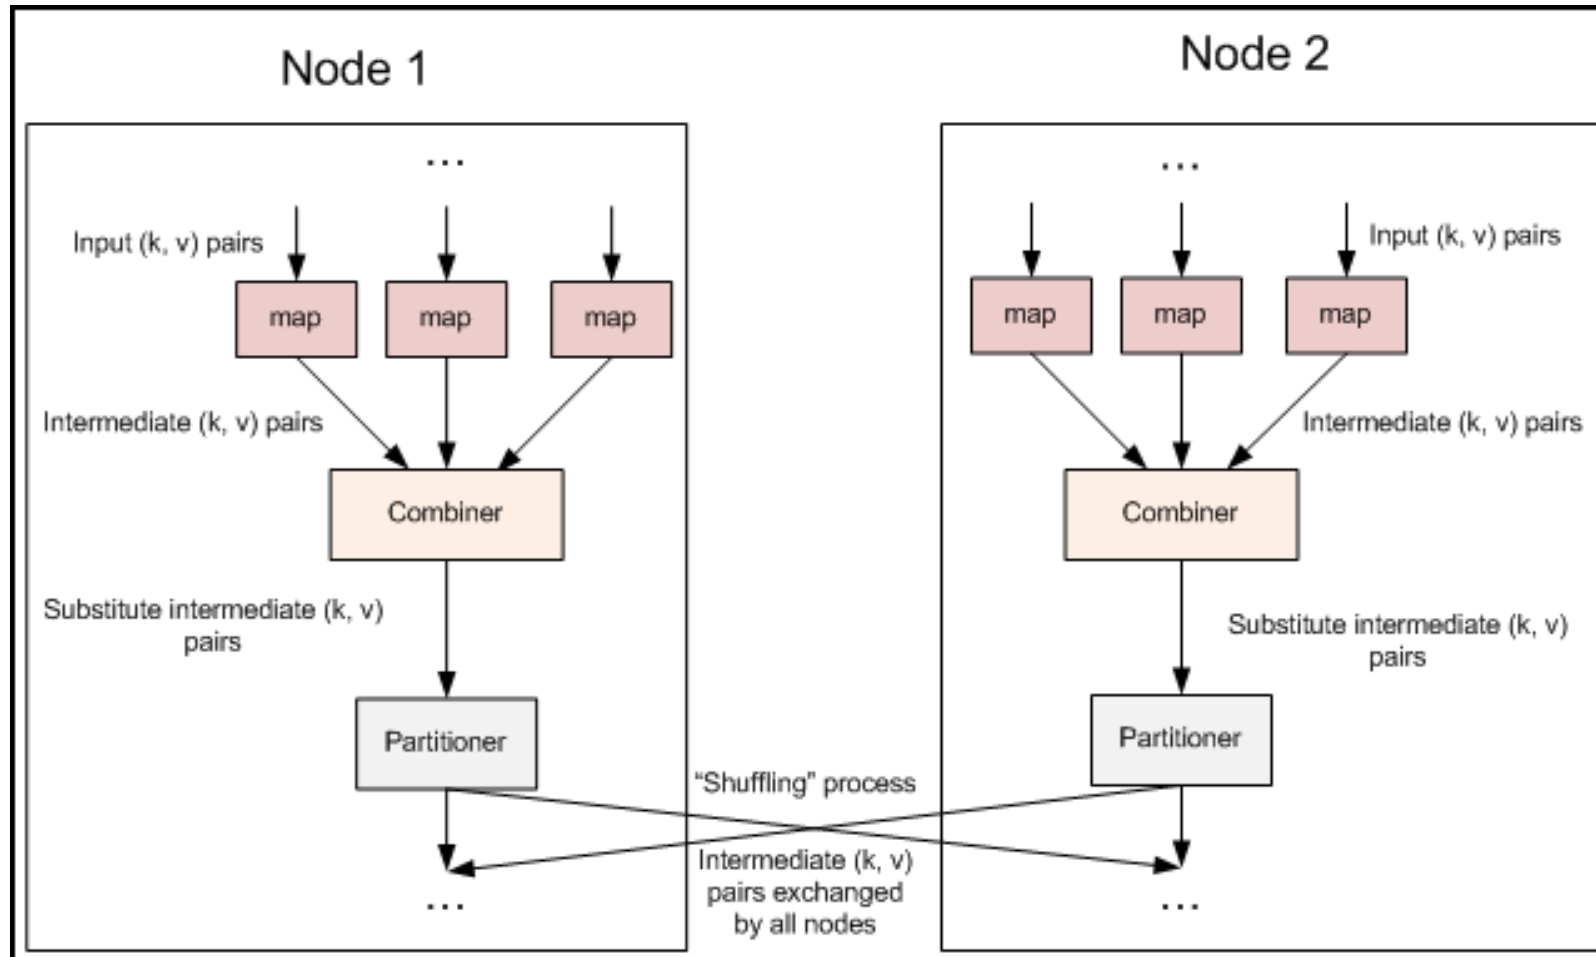 Node 1
Node 2
...
...
Input (k, v) pairs
Input (k, v) pairs
map
map
map
map
map
map
Intermediate (k, v) pairs
Intermediate (k, v) pairs
Combiner
Combiner
Substitute intermediate (k, v)
pairs
Substitute intermediate (k, v)
pairs
Partitioner
Partitioner
“Shuffling” process
Intermediate (k, v)
pairs exchanged
by all nodes
...
...